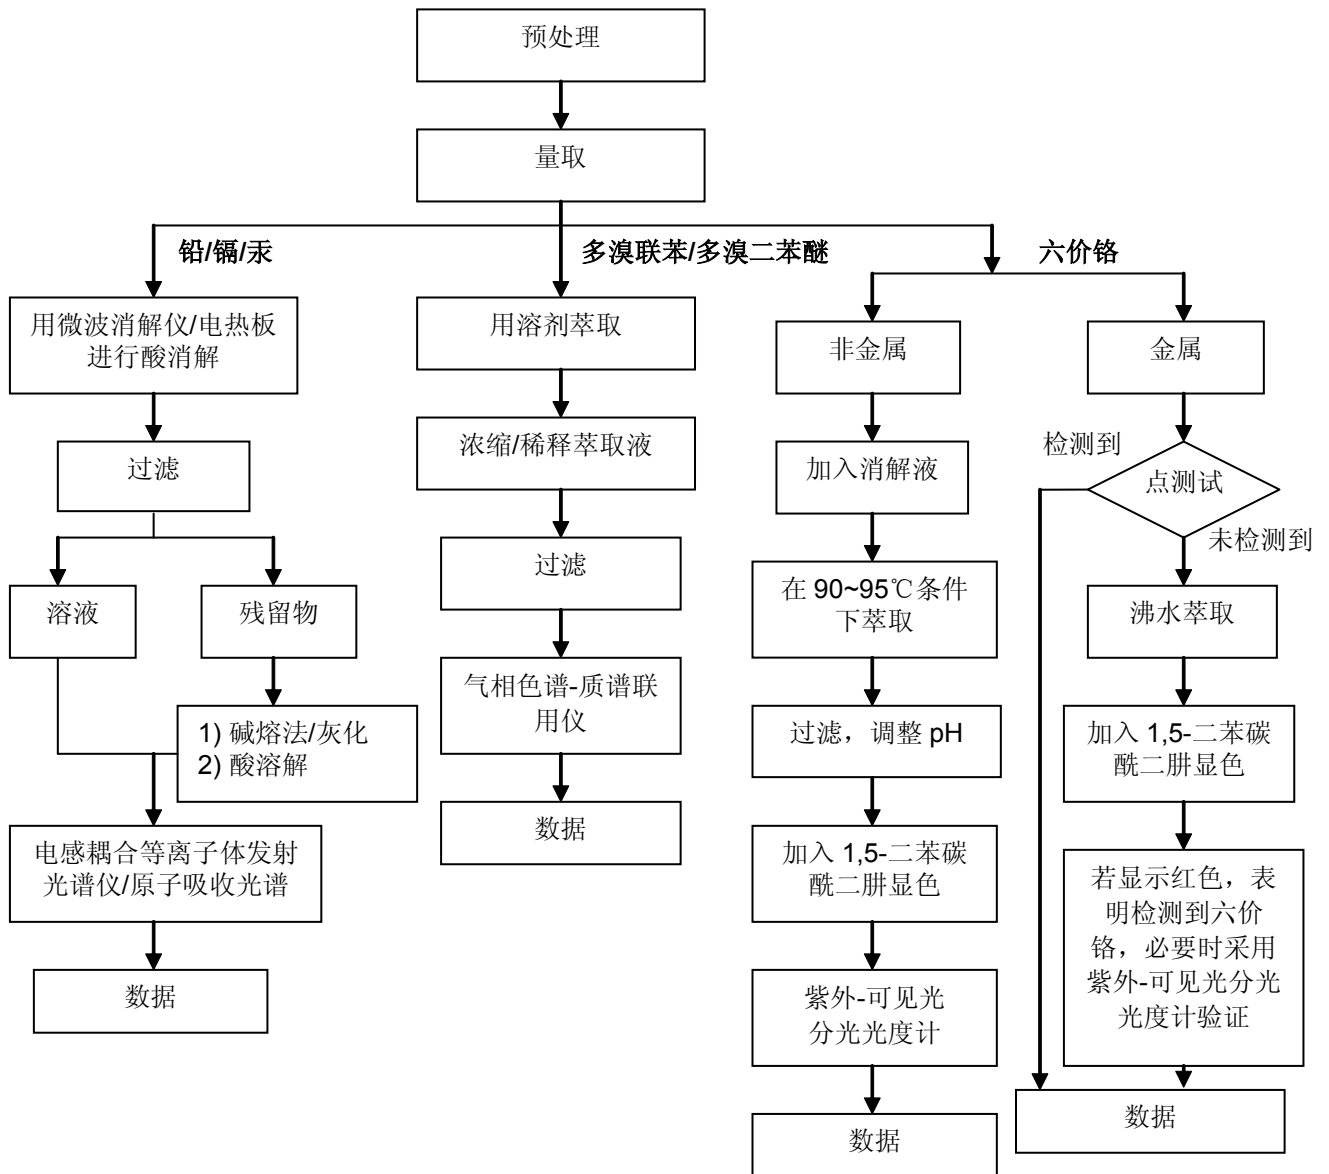 预处理
量取
铅/镉/汞
多溴联苯/多溴二苯醚
六价铬
用微波消解仪/电热板
进行酸消解
过滤
溶液
残留物
1) 碱熔法/灰化
2) 酸溶解
电感耦合等离子体发射
光谱仪/原子吸收光谱
数据
用溶剂萃取
浓缩/稀释萃取液
过滤
气相色谱-质谱联
用仪
数据
非金属
加入消解液
在 90~95℃条件
下萃取
过滤，调整 pH
加入 1,5-二苯碳
酰二肼显色
紫外-可见光
分光光度计
数据
金属
检测到
点测试
未检测到
沸水萃取
加入 1,5-二苯碳
酰二肼显色
若显示红色，表
明检测到六价
铬，必要时采用
紫外-可见光分光
光度计验证
数据